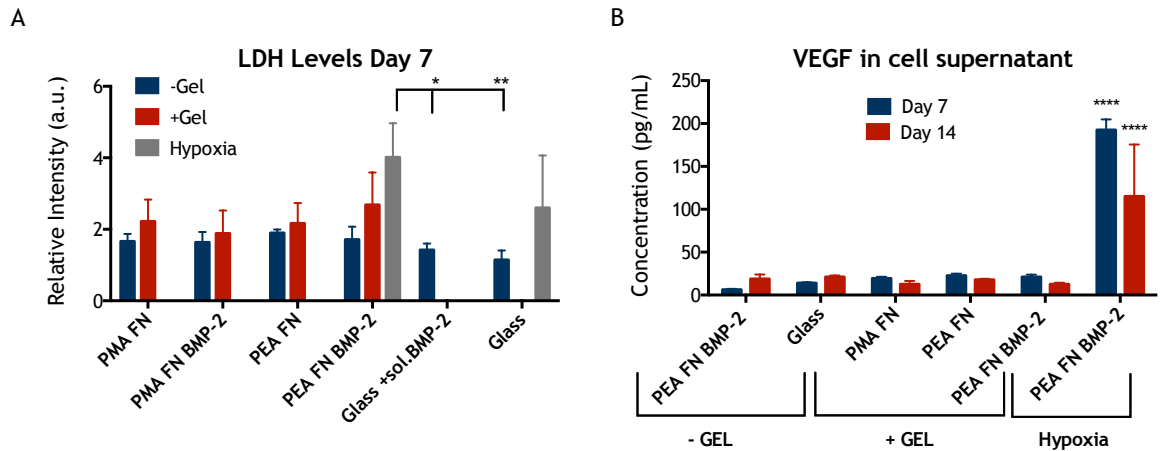 A
LDH Levels Day 7
-Gel
+Gel
Hypoxia
* **
Relative Intensity (a.u.)
6
4
2
0
PMA FN
PMA FN BMP-2
PEA FN
PEA FN BMP-2
Glass +sol.BMP-2
Glass
B
VEGF in cell supernatant
Day 7
Day 14
**** ****
Concentration (pg/mL)
250
200
150
100
50
0
PEA FN BMP-2
Glass
PMA FN
PEA FN
PEA FN BMP-2
PEA FN BMP-2
- GEL
+ GEL
Hypoxia